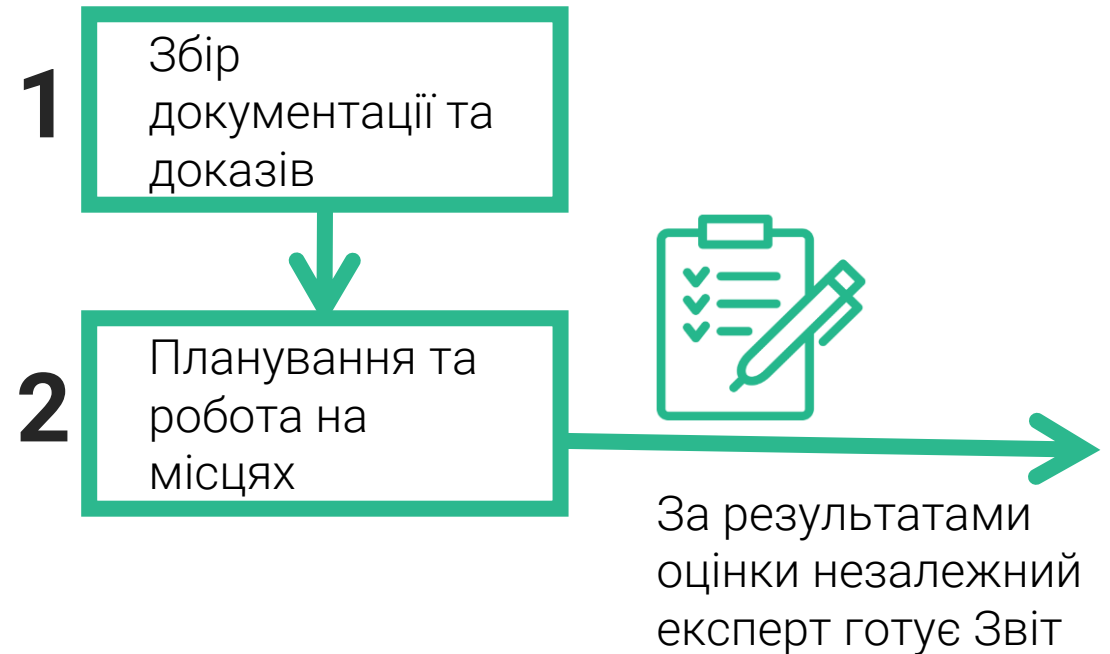 1
Збір
документації та
доказів
2
Планування та
робота на
місцях
За результатами
оцінки незалежний
експерт готує Звіт